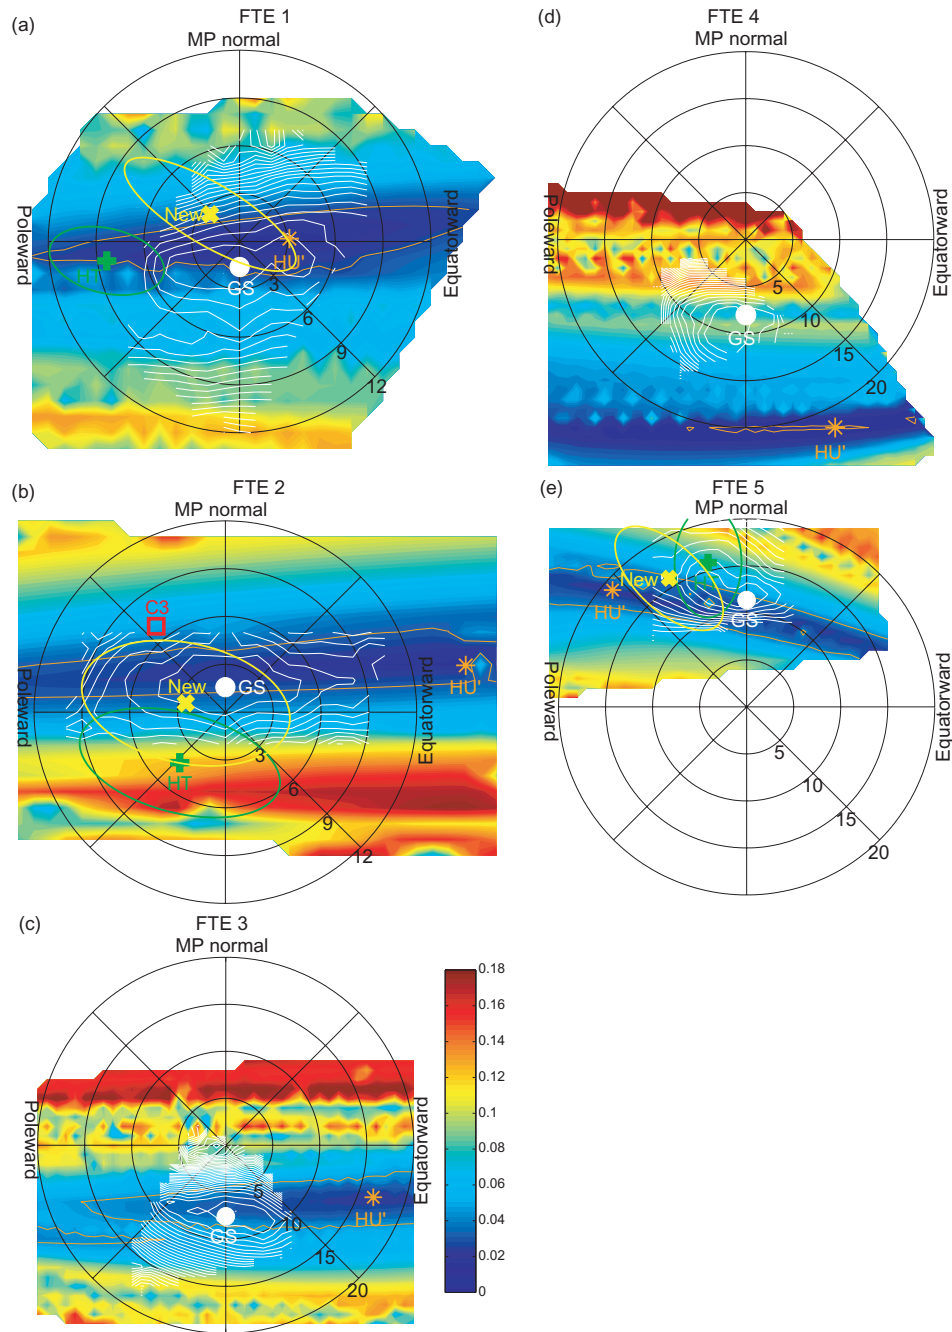 (a)
FTE 1
MP normal
Poleward
Equatorward
New
HU'
HT
GS
3
6
9
12
(b)
FTE 2
MP normal
Poleward
Equatorward
C3
New
GS
HU'
HT
3
6
9
12
(c)
FTE 3
MP normal
Poleward
Equatorward
5
GS
10
HU'
15
20
0.18
0.16
0.14
0.12
0.1
0.08
0.06
0.04
0.02
0
(d)
FTE 4
MP normal
Poleward
Equatorward
5
GS
10
15
20
HU'
(e)
FTE 5
MP normal
Poleward
Equatorward
New
HU'
GS
5
10
15
20